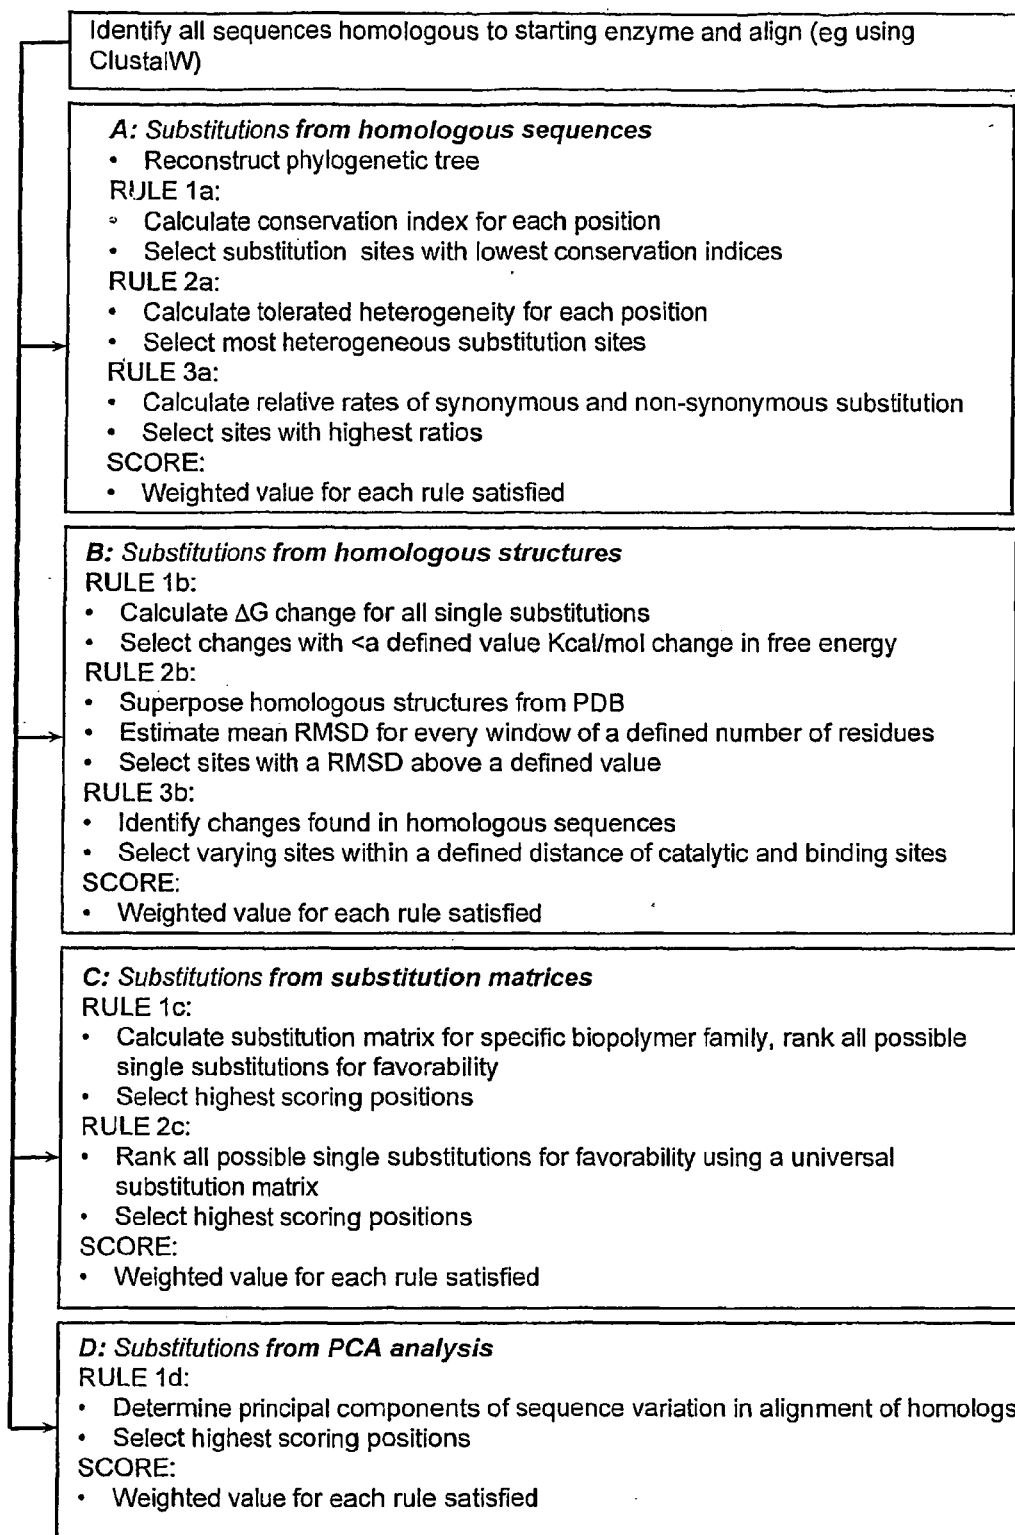 Identify all sequences homologous to starting enzyme and align (eg using
ClustalW)
A: Substitutions from homologous sequences
• Reconstruct phylogenetic tree
RULE 1a:
• Calculate conservation index for each position
• Select substitution sites with lowest conservation indices
RULE 2a:
• Calculate tolerated heterogeneity for each position
• Select most heterogeneous substitution sites
RULE 3a:
• Calculate relative rates of synonymous and non-synonymous substitution
• Select sites with highest ratios
SCORE:
• Weighted value for each rule satisfied
B: Substitutions from homologous structures
RULE 1b:
• Calculate ΔG change for all single substitutions
• Select changes with <a defined value Kcal/mol change in free energy
RULE 2b:
• Superpose homologous structures from PDB
• Estimate mean RMSD for every window of a defined number of residues
• Select sites with a RMSD above a defined value
RULE 3b:
• Identify changes found in homologous sequences
• Select varying sites within a defined distance of catalytic and binding sites
SCORE:
• Weighted value for each rule satisfied
C: Substitutions from substitution matrices
RULE 1c:
• Calculate substitution matrix for specific biopolymer family, rank all possible
single substitutions for favorability
• Select highest scoring positions
RULE 2c:
• Rank all possible single substitutions for favorability using a universal
substitution matrix
• Select highest scoring positions
SCORE:
• Weighted value for each rule satisfied
D: Substitutions from PCA analysis
RULE 1d:
• Determine principal components of sequence variation in alignment of homologs
• Select highest scoring positions
SCORE:
• Weighted value for each rule satisfied